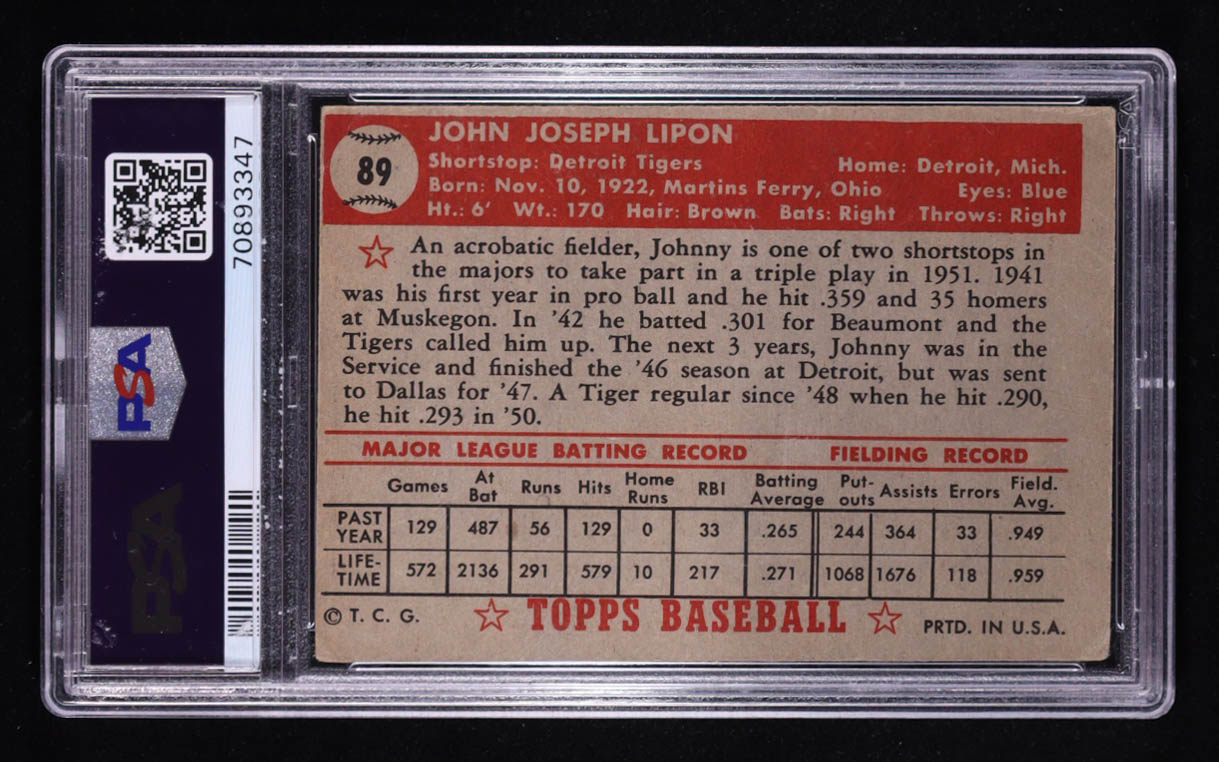 70893347
PSA
PSA
PSA
89
JOHN JOSEPH LIPON
Shortstop: Detroit Tigers Home: Detroit, Mich.
Born: Nov. 10, 1922, Martins Ferry, Ohio Eyes: Blue
Ht.: 6' Wt.: 170 Hair: Brown Bats: Right Throws: Right
An acrobatic fielder, Johnny is one of two shortstops in
the majors to take part in a triple play in 1951. 1941
was his first year in pro ball and he hit .359 and 35 homers
at Muskegon. In '42 he batted .301 for Beaumont and the
Tigers called him up. The next 3 years, Johnny was in the
Service and finished the '46 season at Detroit, but was sent
to Dallas for '47. A Tiger regular since '48 when he hit .290,
he hit .293 in '50.
MAJOR LEAGUE BATTING RECORD FIELDING RECORD
Games At Bat Runs Hits Home Runs RBI Batting Average Put-outs Assists Errors Field. Avg.
PAST YEAR 129 487 56 129 0 33 .265 244 364 33 .949
LIFE-TIME 572 2136 291 579 10 217 .271 1068 1676 118 .959
© T. C. G. TOPPS BASEBALL PRTD. IN U.S.A.